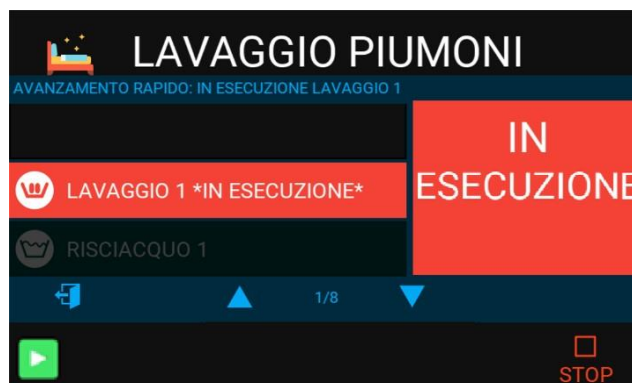 LAVAGGIO PIUMONI
AVANZAMENTO RAPIDO: IN ESECUZIONE LAVAGGIO 1
IN
ESECUZIONE
LAVAGGIO 1 *IN ESECUZIONE*
RISCIACQUO 1
1/8
STOP